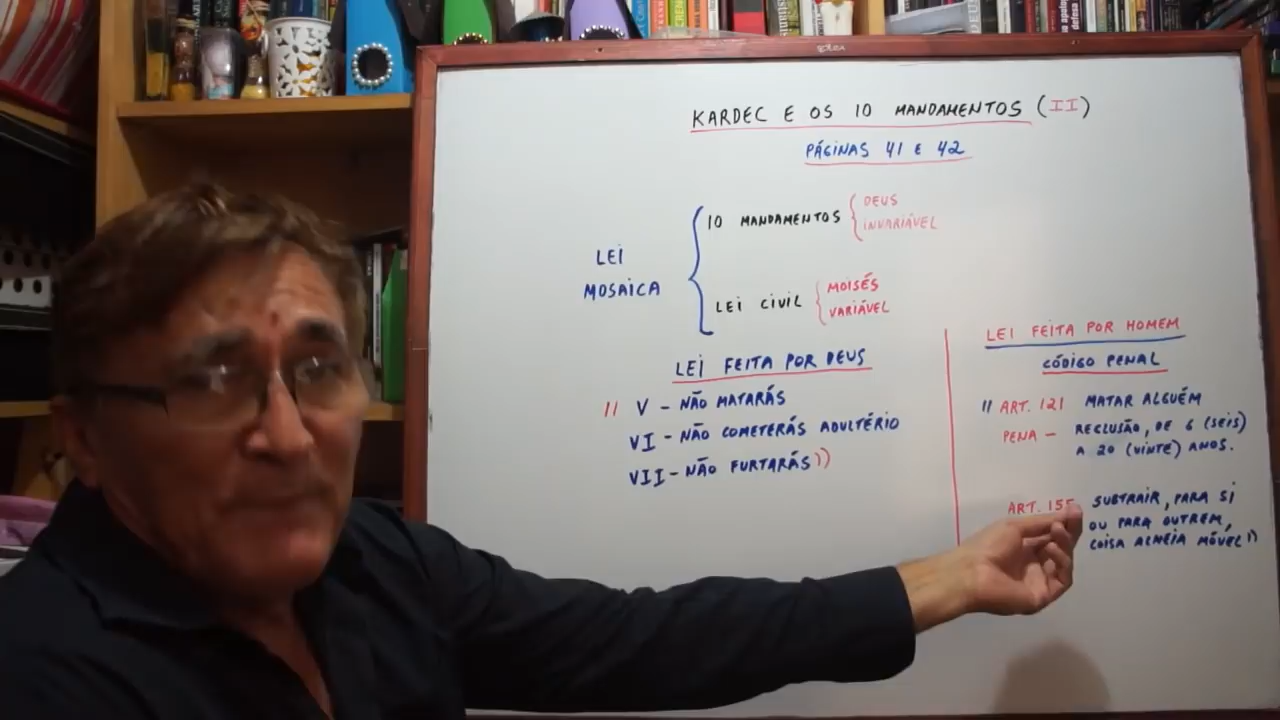 KARDEC E OS 10 MANDAMENTOS (II)
PÁGINAS 41 E 42
LEI
MOSAICA
10 MANDAMENTOS
DEUS
INVARIÁVEL
LEI CIVIL
MOISÉS
VARIÁVEL
LEI FEITA POR DEUS
" V - NÃO MATARÁS
VI - NÃO COMETERÁS ADULTÉRIO
VII - NÃO FURTARÁS"
LEI FEITA POR HOMEM
CÓDIGO PENAL
" ART. 121 MATAR ALGUÉM
PENA - RECLUSÃO, DE 6 (SEIS)
A 20 (VINTE) ANOS.
ART. 155 SUBTRAIR, PARA SI
OU PARA OUTREM,
COISA ALHEIA MÓVEL"